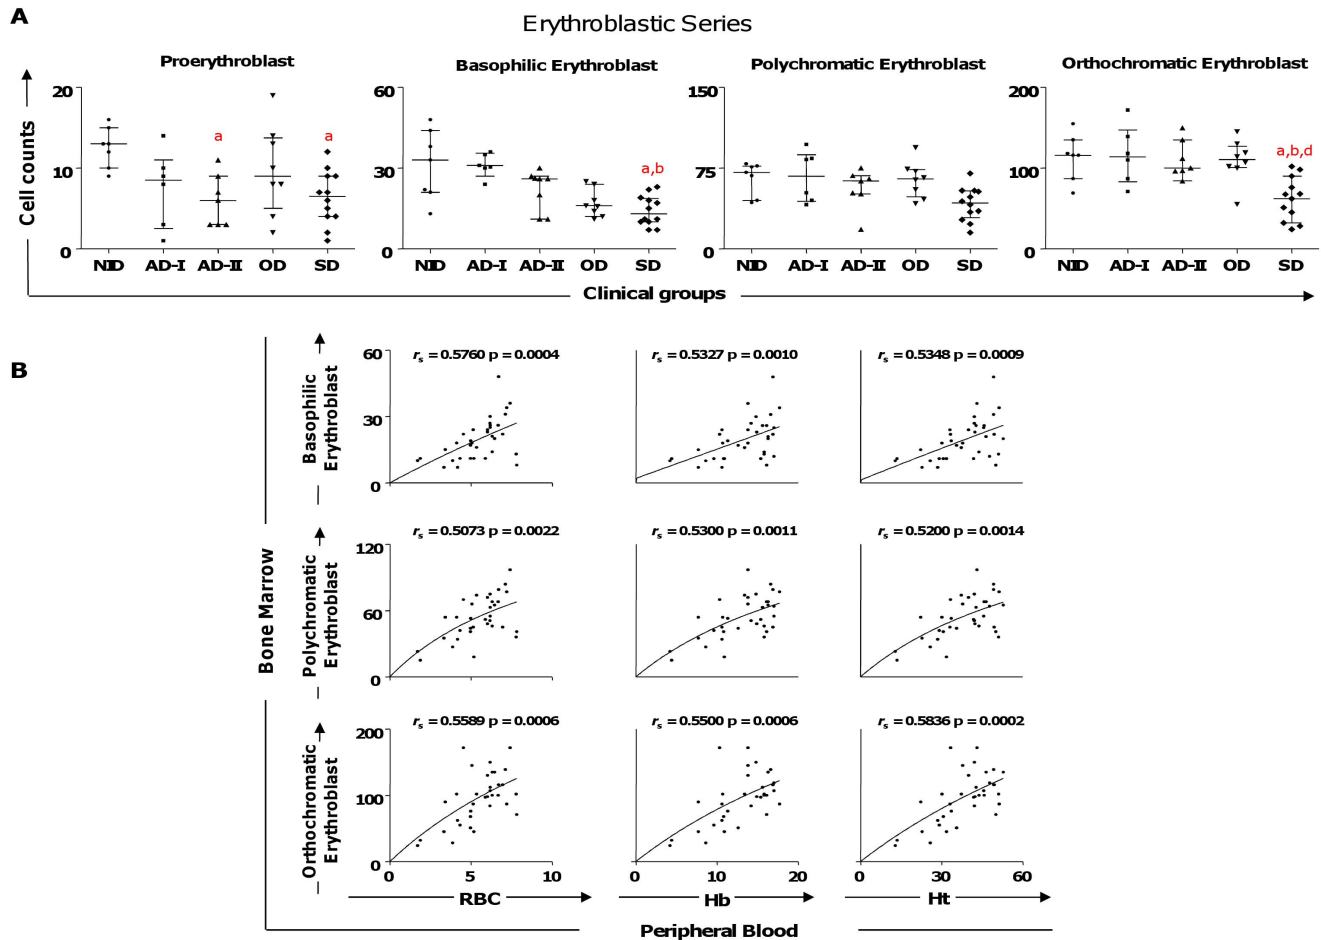 A
Erythroblastic Series
Proerythroblast
Basophilic Erythroblast
Polychromatic Erythroblast
Orthochromatic Erythroblast
Cell counts
20
10
0
a
a
NID AD-I AD-II OD SD
60
30
0
a,b
NID AD-I AD-II OD SD
150
75
0
NID AD-I AD-II OD SD
200
100
0
a,b,d
NID AD-I AD-II OD SD
Clinical groups
B
Bone Marrow
Basophilic
Erythroblast
60
30
0
rs = 0.5760 p = 0.0004
rs = 0.5327 p = 0.0010
rs = 0.5348 p = 0.0009
Polychromatic
Erythroblast
120
60
0
rs = 0.5073 p = 0.0022
rs = 0.5300 p = 0.0011
rs = 0.5200 p = 0.0014
Orthochromatic
Erythroblast
200
100
0
rs = 0.5589 p = 0.0006
rs = 0.5500 p = 0.0006
rs = 0.5836 p = 0.0002
0 5 10
0 10 20
0 30 60
RBC
Hb
Ht
Peripheral Blood